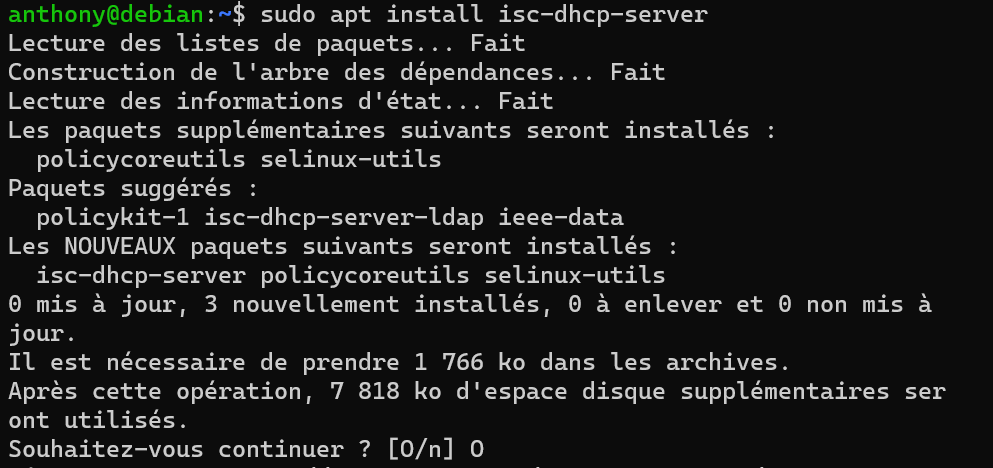 anthony@debian:~$ sudo apt install isc-dhcp-server
Lecture des listes de paquets... Fait
Construction de l'arbre des dépendances... Fait
Lecture des informations d'état... Fait
Les paquets supplémentaires suivants seront installés :
  policycoreutils selinux-utils
Paquets suggérés :
  policykit-1 isc-dhcp-server-ldap ieee-data
Les NOUVEAUX paquets suivants seront installés :
  isc-dhcp-server policycoreutils selinux-utils
0 mis à jour, 3 nouvellement installés, 0 à enlever et 0 non mis à
jour.
Il est nécessaire de prendre 1 766 ko dans les archives.
Après cette opération, 7 818 ko d'espace disque supplémentaires ser
ont utilisés.
Souhaitez-vous continuer ? [O/n] O